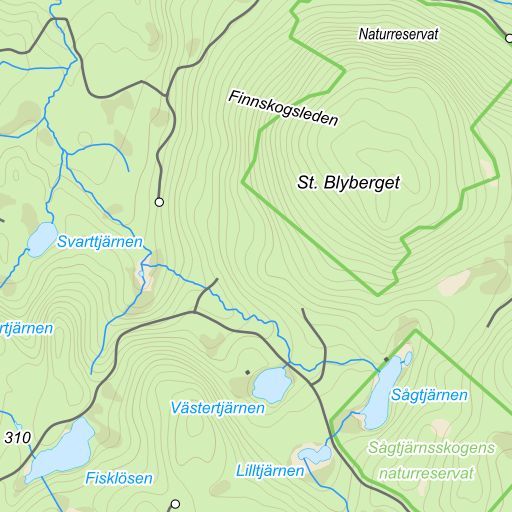 Naturreservat
Finnskogsleden
St. Blyberget
Svarttjärnen
rtjärnen
Sågtjärnen
Västertjärnen
310
Sågtjärnsskogens
naturreservat
Lilltjärnen
Fisklösen